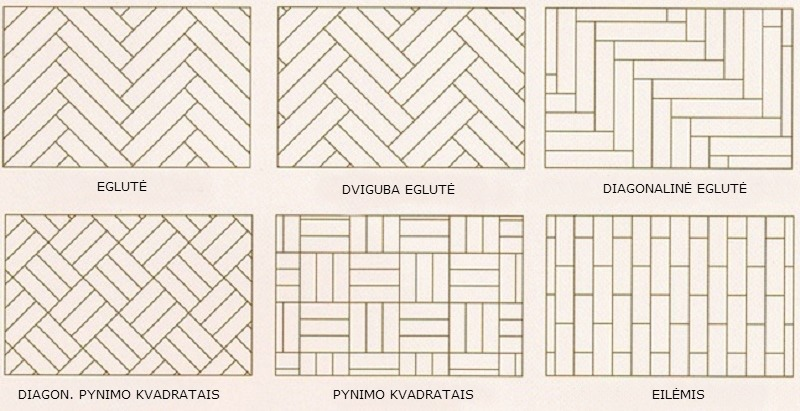 EGLUTĖ
DVIGUBA EGLUTĖ
DIAGONALINĖ EGLUTĖ
DIAGON. PYNIMO KVADRATAIS
PYNIMO KVADRATAIS
EILĖMIS